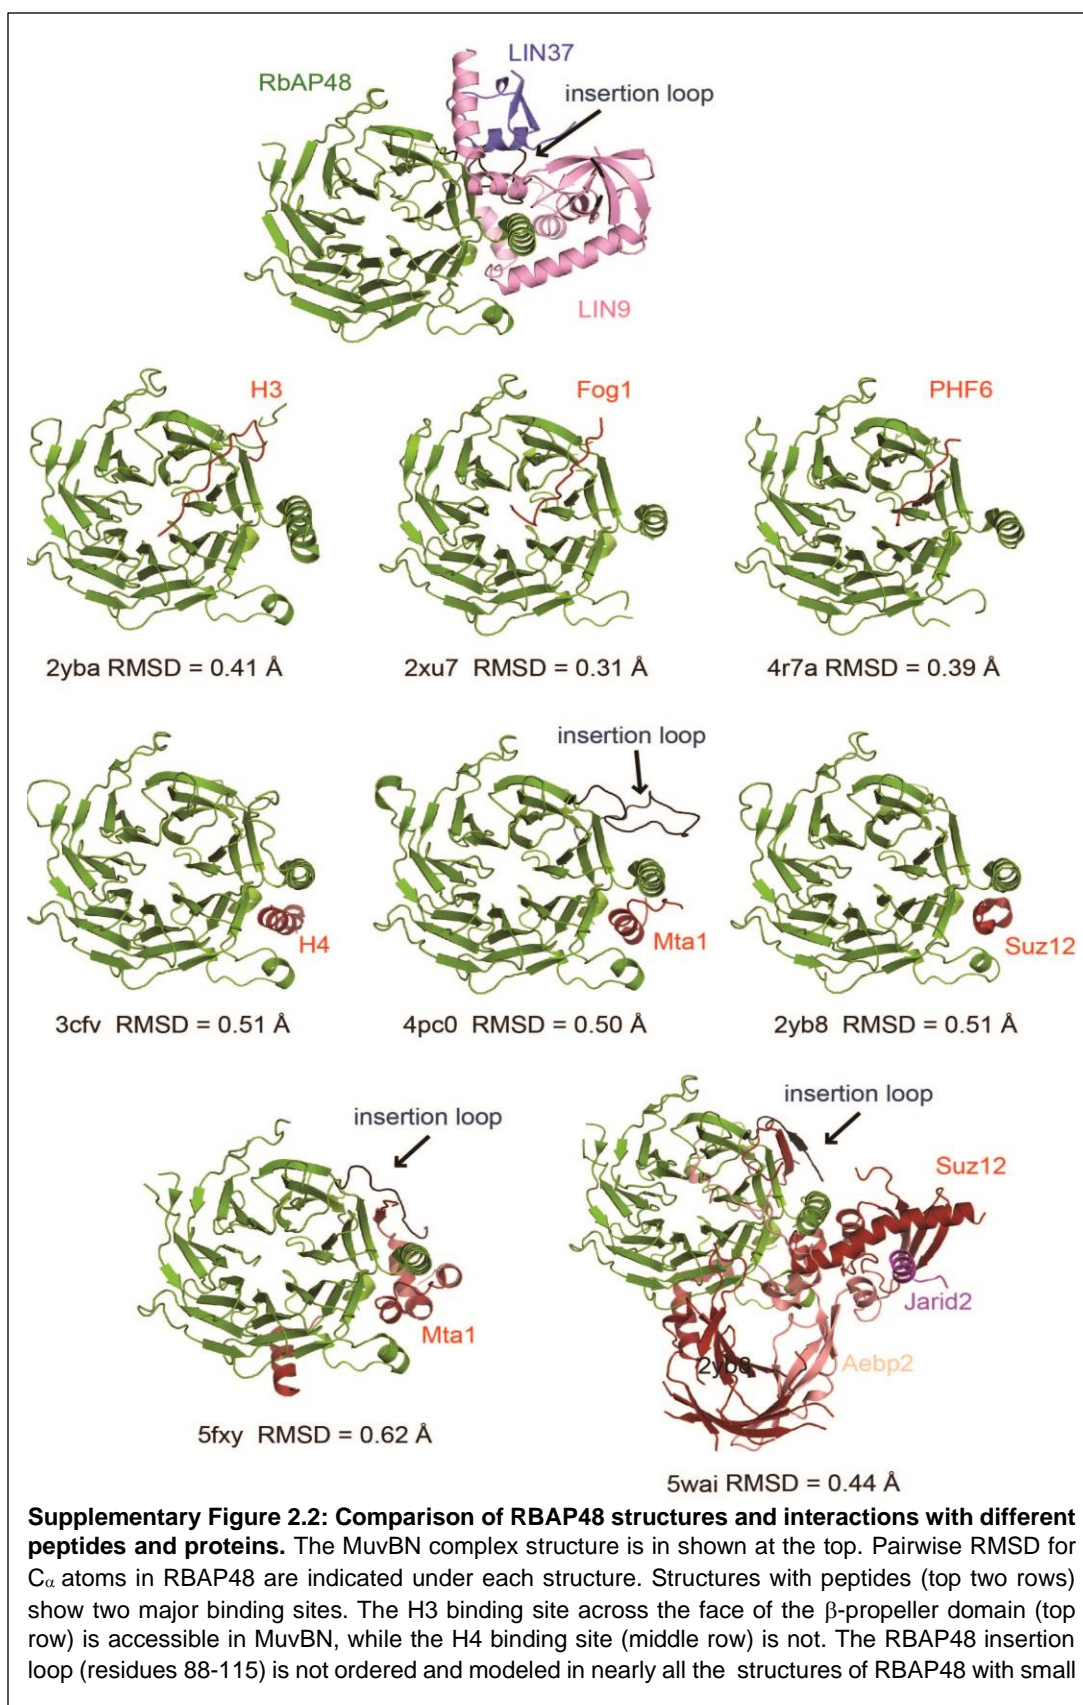 LIN37
RbAP48
insertion loop
LIN9
H3
Fog1
PHF6
2yba RMSD = 0.41 Å
2xu7 RMSD = 0.31 Å
4r7a RMSD = 0.39 Å
insertion loop
H4
Mta1
Suz12
3cfv RMSD = 0.51 Å
4pc0 RMSD = 0.50 Å
2yb8 RMSD = 0.51 Å
insertion loop
insertion loop
Suz12
Mta1
Jarid2
2yb8
Aebp2
5fxy RMSD = 0.62 Å
5wai RMSD = 0.44 Å
Supplementary Figure 2.2: Comparison of RBAP48 structures and interactions with different
peptides and proteins. The MuvBN complex structure is in shown at the top. Pairwise RMSD for
Cα atoms in RBAP48 are indicated under each structure. Structures with peptides (top two rows)
show two major binding sites. The H3 binding site across the face of the β-propeller domain (top
row) is accessible in MuvBN, while the H4 binding site (middle row) is not. The RBAP48 insertion
loop (residues 88-115) is not ordered and modeled in nearly all the structures of RBAP48 with small